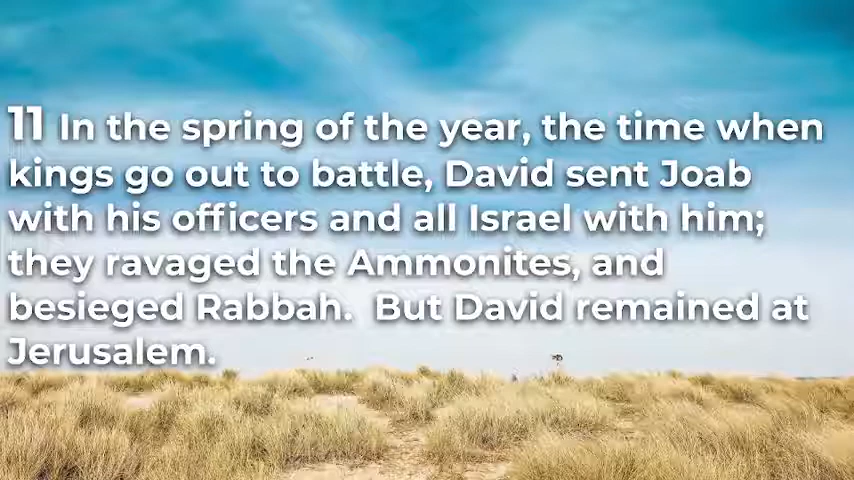 11 In the spring of the year, the time when
kings go out to battle, David sent Joab
with his officers and all Israel with him;
they ravaged the Ammonites, and
besieged Rabbah.  But David remained at
Jerusalem.